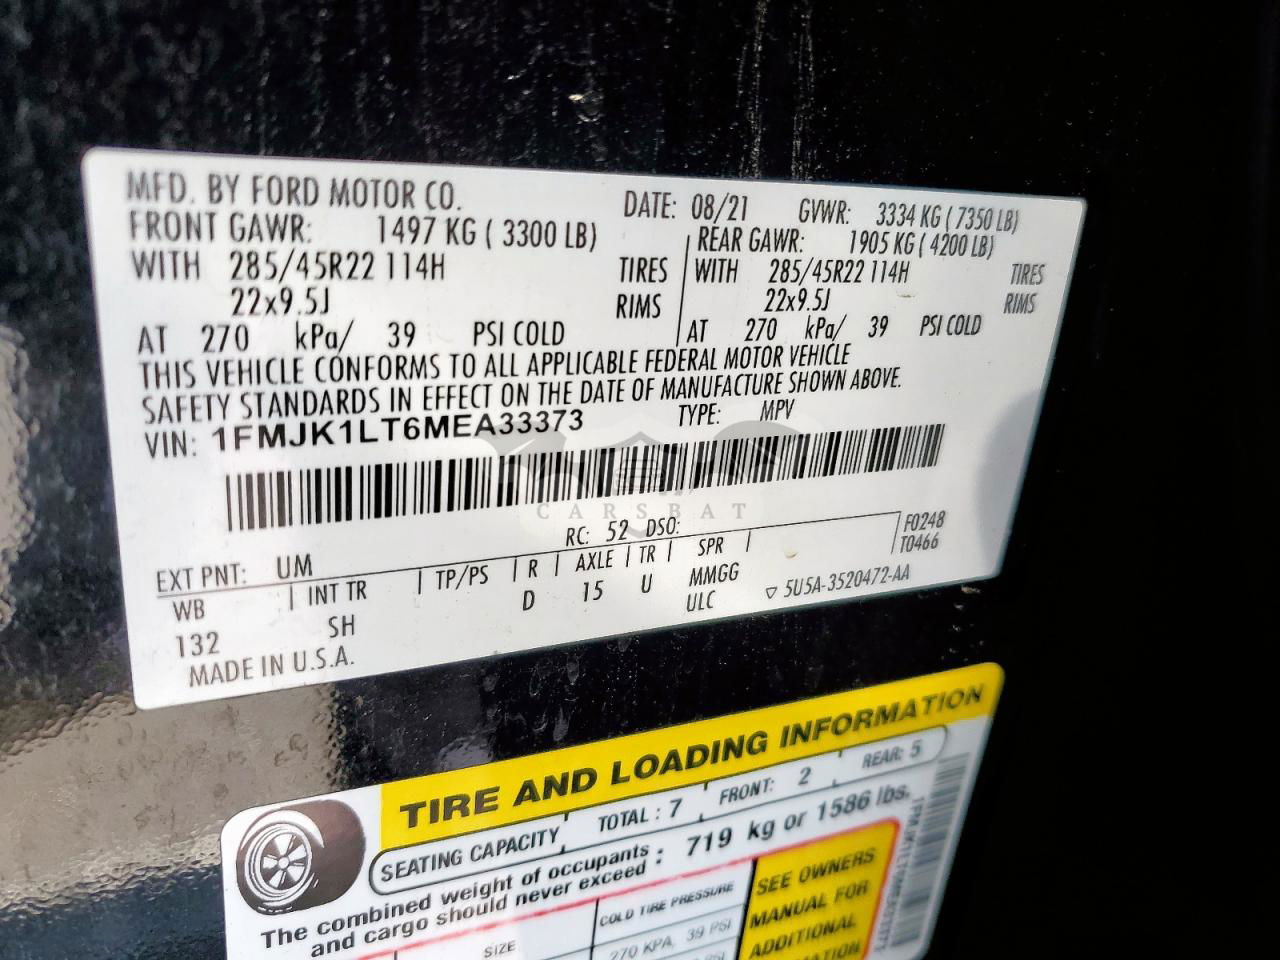 MFD. BY FORD MOTOR CO.
DATE: 08/21 GVWR: 3334 KG ( 7350 LB)
FRONT GAWR: 1497 KG ( 3300 LB)
REAR GAWR: 1905 KG ( 4200 LB)
WITH 285/45R22 114H TIRES
WITH 285/45R22 114H TIRES
22x9.5J RIMS
22x9.5J RIMS
AT 270 kPa/ 39 PSI COLD
AT 270 kPa/ 39 PSI COLD
THIS VEHICLE CONFORMS TO ALL APPLICABLE FEDERAL MOTOR VEHICLE
SAFETY STANDARDS IN EFFECT ON THE DATE OF MANUFACTURE SHOWN ABOVE.
VIN: 1FMJK1LT6MEA33373 TYPE: MPV
CARSBAT
EXT PNT: UM RC: 52 DSO: F0248
T0466
WB INT TR TP/PS R AXLE TR SPR
132 SH D 15 U MMGG
ULC ▽ 5U5A-3520472-AA
MADE IN U.S.A.
TIRE AND LOADING INFORMATION
SEATING CAPACITY TOTAL : 7 FRONT: 2 REAR: 5
The combined weight of occupants : 719 kg or 1586 lbs.
and cargo should never exceed
SIZE COLD TIRE PRESSURE
270 KPA, 39 PSI
SEE OWNERS
MANUAL FOR
ADDITIONAL